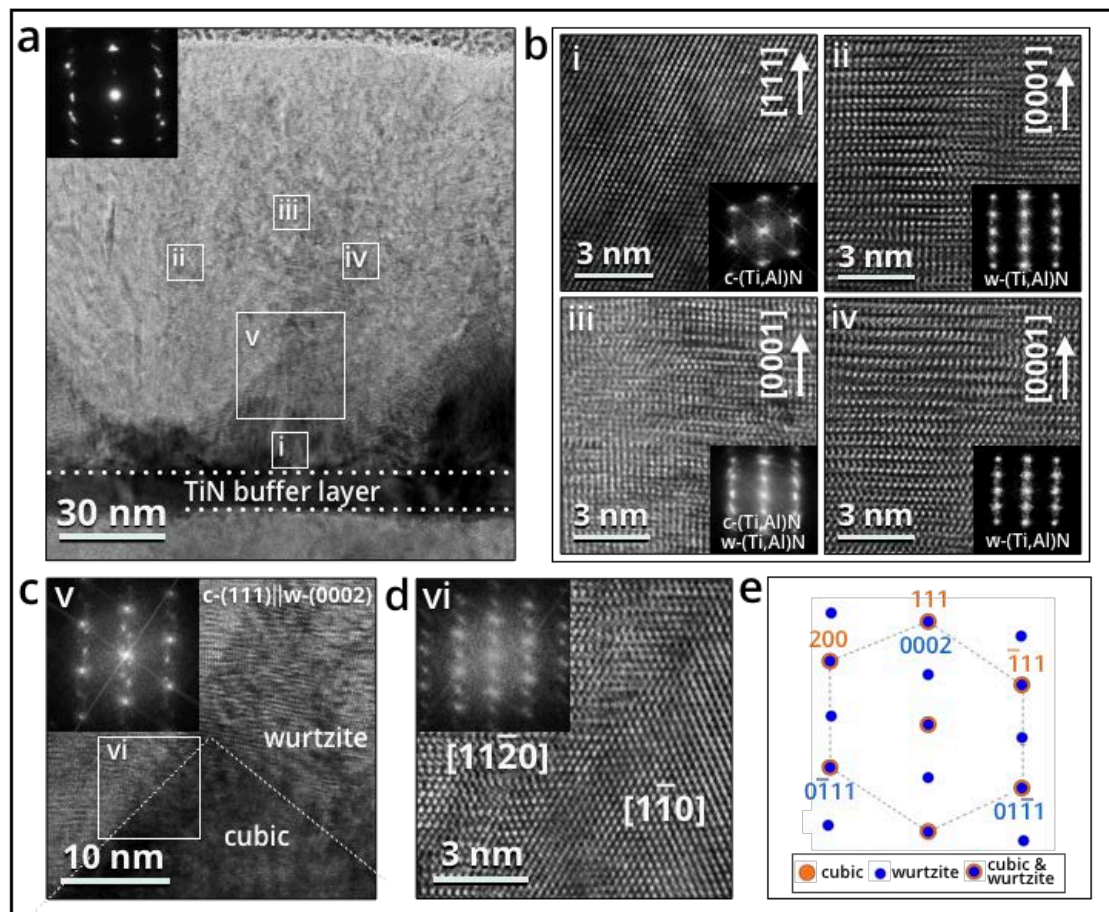 a
iii
ii
iv
v
i
TiN buffer layer
30 nm
b
i
[111]
3 nm
c-(Ti,Al)N
ii
[0001]
3 nm
w-(Ti,Al)N
iii
[0001]
3 nm
c-(Ti,Al)N
w-(Ti,Al)N
iv
[0001]
3 nm
w-(Ti,Al)N
c
v
c-(111)||w-(0002)
vi
wurtzite
cubic
10 nm
d
vi
[112̅0]
[11̅0]
3 nm
e
111
200
0002
1̅11
01̅11
011̅1
cubic
wurtzite
cubic &
wurtzite